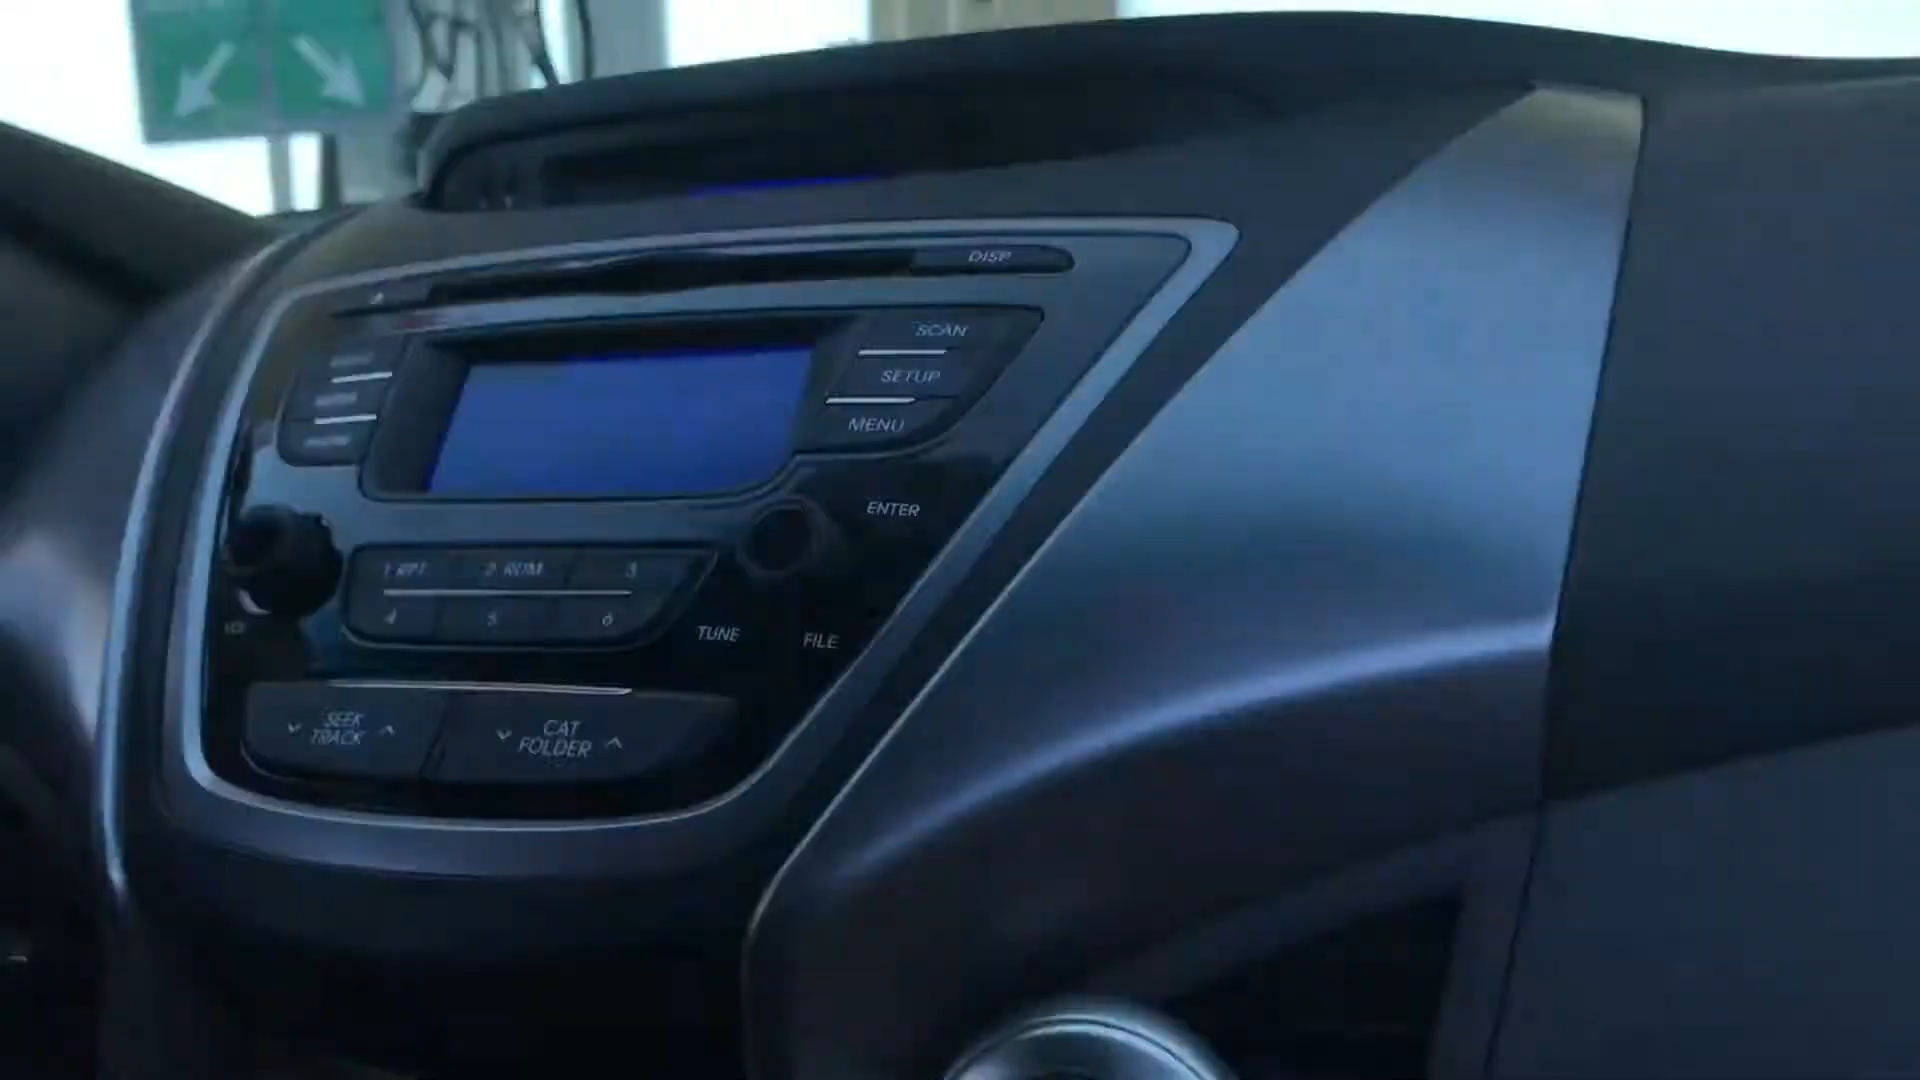 DISP
SCAN
SETUP
MENU
ENTER
1 RPT 2 RDM 3
4 5 6
TUNE FILE
SEEK
TRACK
CAT
FOLDER